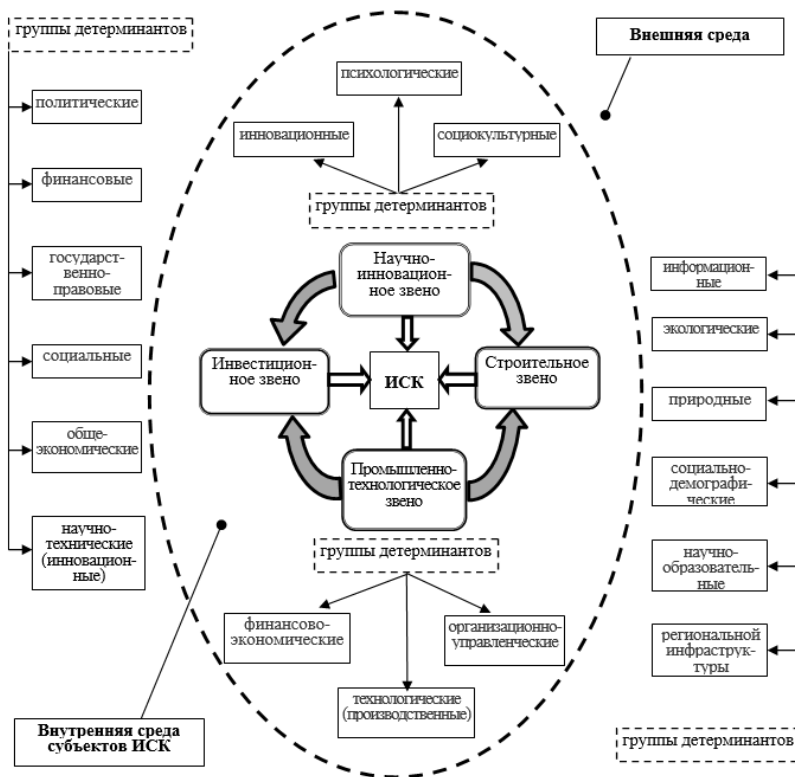 группы детерминантов
политические
финансовые
государст-
венно-
правовые
социальные
обще-
экономические
научно-
технические
(инновацион-
ные)
Внешняя среда
психологические
инновационные
социокультурные
группы детерминантов
Научно-
инновацион-
ное звено
Инвестицион-
ное звено
ИСК
Строительное
звено
Промышленно-
технологическое
звено
группы детерминантов
финансово-
экономические
организационно-
управленческие
технологические
(производственные)
информацион-
ные
экологические
природные
социально-
демографи-
ческие
научно-
образователь-
ные
региональной
инфраструк-
туры
Внутренняя среда
субъектов ИСК
группы детерминантов